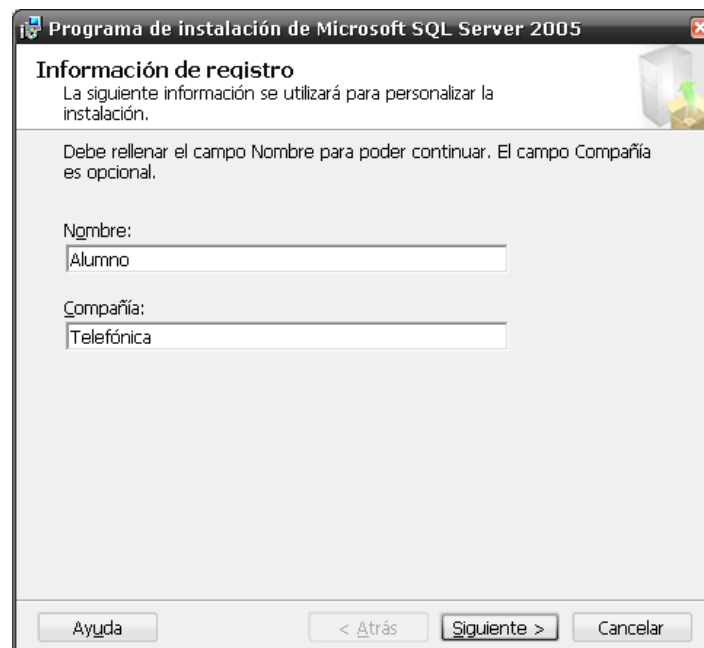 Programa de instalación de Microsoft SQL Server 2005
Información de registro
La siguiente información se utilizará para personalizar la
instalación.
Debe rellenar el campo Nombre para poder continuar. El campo Compañía
es opcional.
Nombre:
Alumno
Compañía:
Telefónica
Ayuda
< Atrás
Siguiente >
Cancelar